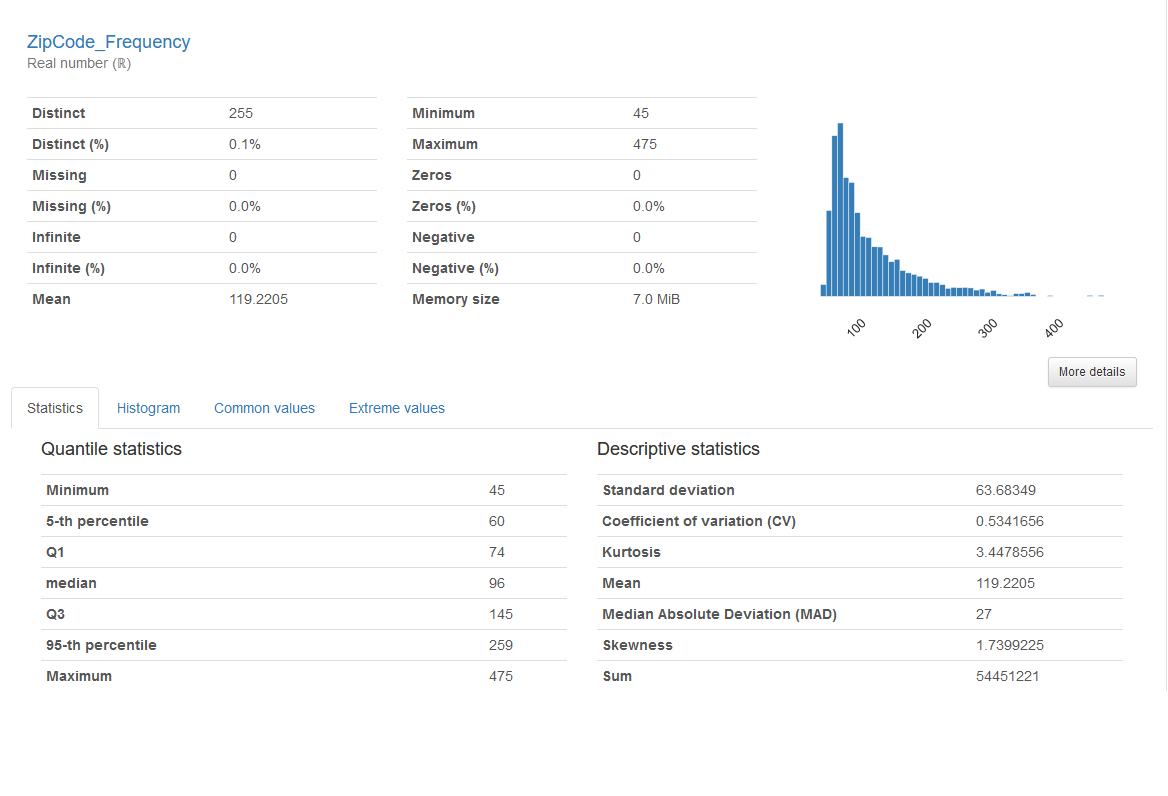 ZipCode_Frequency
Real number (ℝ)
Distinct 255
Distinct (%) 0.1%
Missing 0
Missing (%) 0.0%
Infinite 0
Infinite (%) 0.0%
Mean 119.2205
Minimum 45
Maximum 475
Zeros 0
Zeros (%) 0.0%
Negative 0
Negative (%) 0.0%
Memory size 7.0 MiB
100 200 300 400
More details
Statistics Histogram Common values Extreme values
Quantile statistics
Minimum 45
5-th percentile 60
Q1 74
median 96
Q3 145
95-th percentile 259
Maximum 475
Descriptive statistics
Standard deviation 63.68349
Coefficient of variation (CV) 0.5341656
Kurtosis 3.4478556
Mean 119.2205
Median Absolute Deviation (MAD) 27
Skewness 1.7399225
Sum 54451221